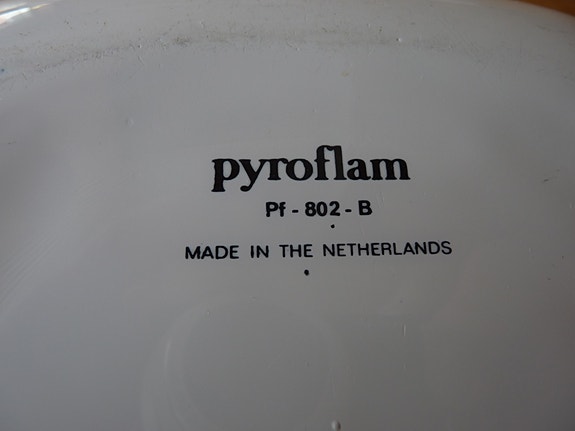 pyroflam
Pf - 802 - B
MADE IN THE NETHERLANDS